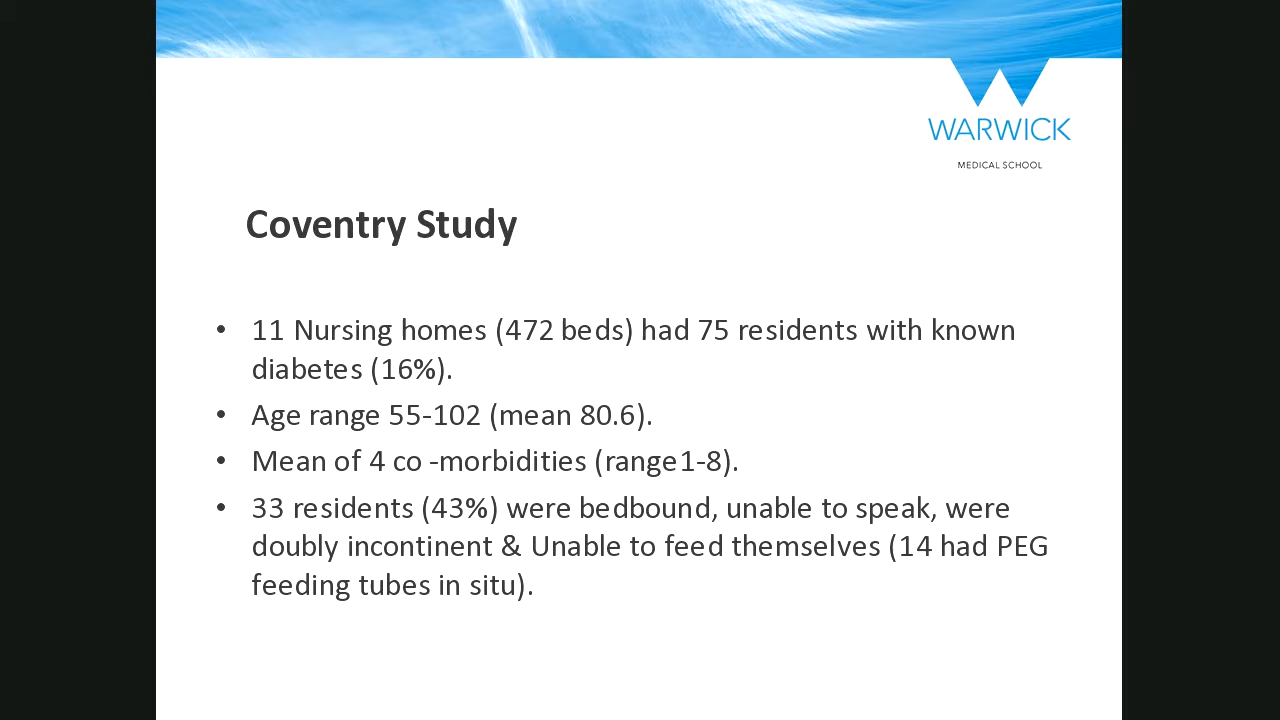 WARWICK
MEDICAL SCHOOL
Coventry Study
• 11 Nursing homes (472 beds) had 75 residents with known
diabetes (16%).
• Age range 55-102 (mean 80.6).
• Mean of 4 co -morbidities (range1-8).
• 33 residents (43%) were bedbound, unable to speak, were
doubly incontinent & Unable to feed themselves (14 had PEG
feeding tubes in situ).